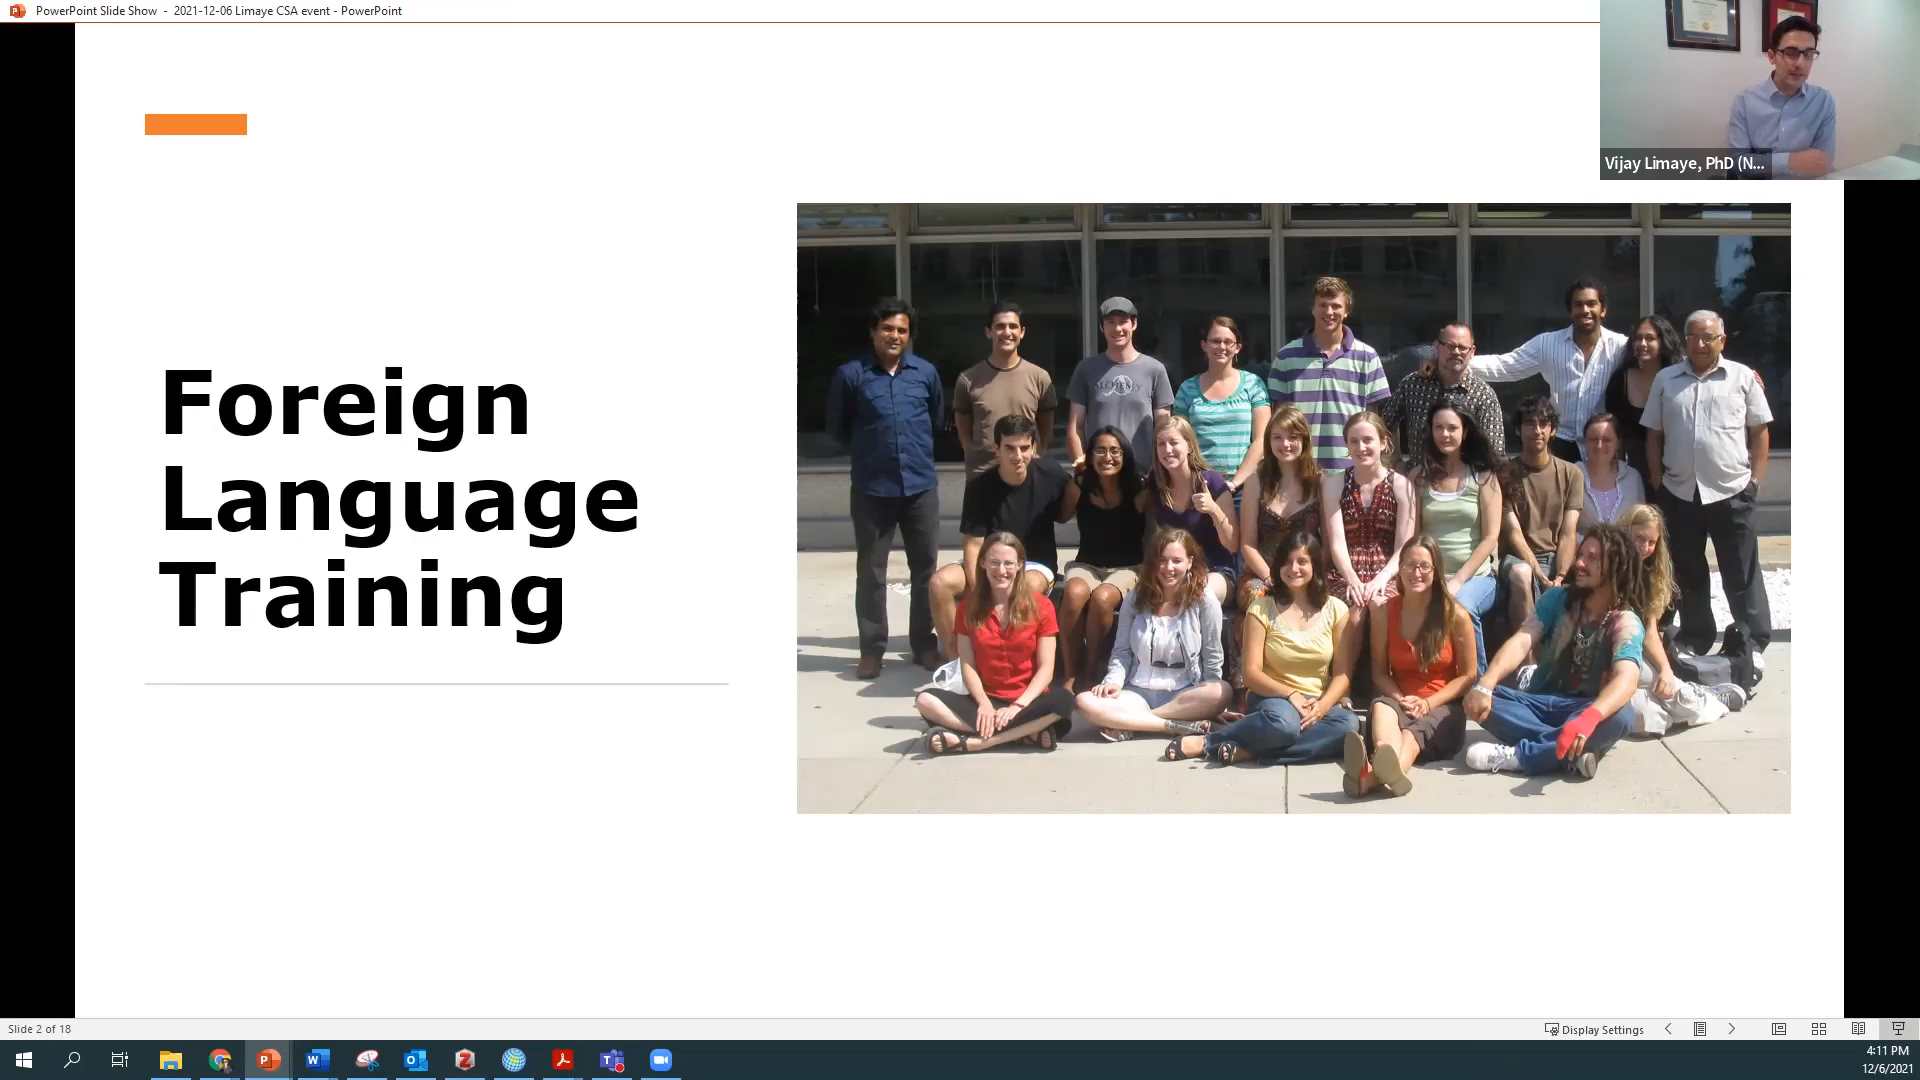 PowerPoint Slide Show - 2021-12-06 Limaye CSA event - PowerPoint
Vijay Limaye, PhD (N...
Foreign
Language
Training
ALCHEMY
Slide 2 of 18
Display Settings
4:11 PM
12/6/2021